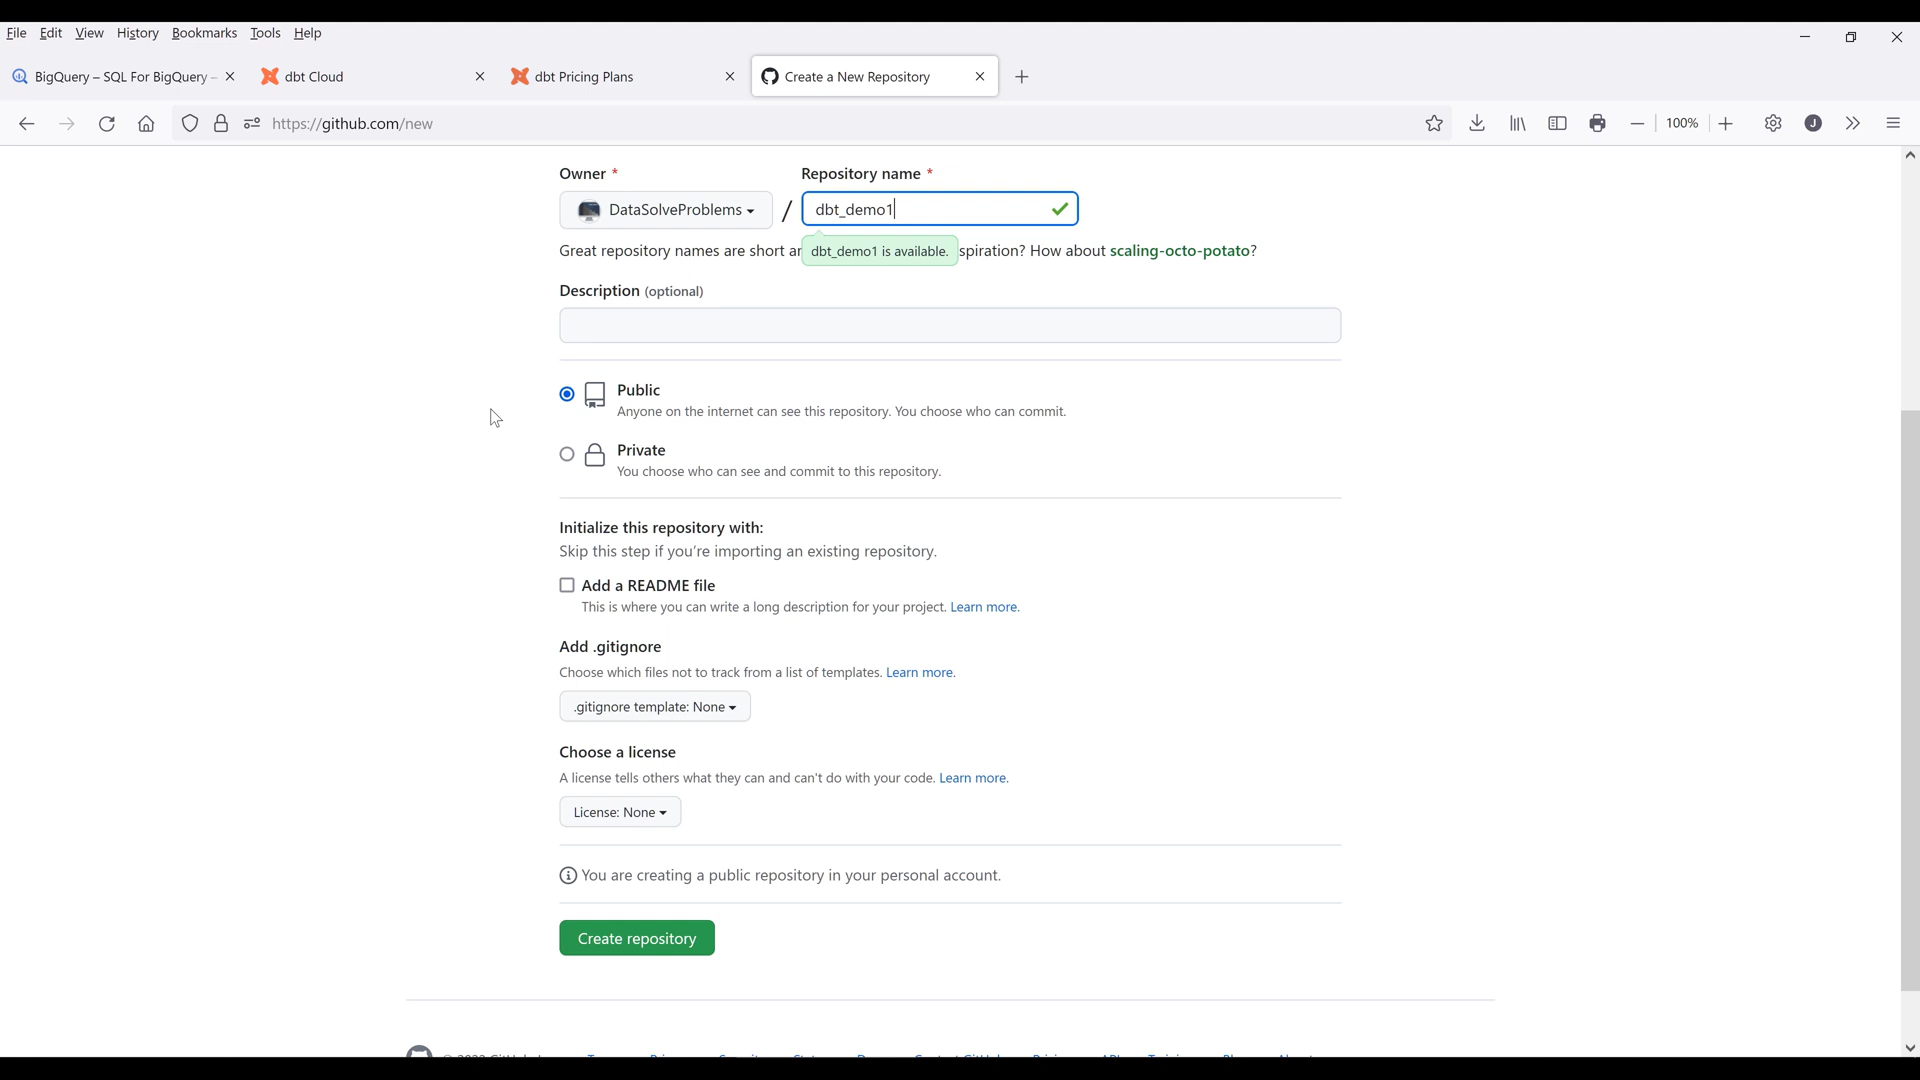 File Edit View History Bookmarks Tools Help
BigQuery – SQL For BigQuery – dbt Cloud dbt Pricing Plans Create a New Repository
https://github.com/new 100% J
Owner * Repository name *
DataSolveProblems / dbt_demo1
Great repository names are short dbt_demo1 is available. spiration? How about scaling-octo-potato?
Description (optional)
Public
Anyone on the internet can see this repository. You choose who can commit.
Private
You choose who can see and commit to this repository.
Initialize this repository with:
Skip this step if you're importing an existing repository.
Add a README file
This is where you can write a long description for your project. Learn more.
Add .gitignore
Choose which files not to track from a list of templates. Learn more.
.gitignore template: None
Choose a license
A license tells others what they can and can't do with your code. Learn more.
License: None
You are creating a public repository in your personal account.
Create repository